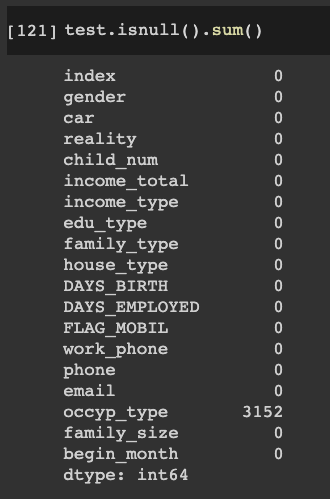 [121] test.isnull().sum()
index 0
gender 0
car 0
reality 0
child_num 0
income_total 0
income_type 0
edu_type 0
family_type 0
house_type 0
DAYS_BIRTH 0
DAYS_EMPLOYED 0
FLAG_MOBIL 0
work_phone 0
phone 0
email 0
occyp_type 3152
family_size 0
begin_month 0
dtype: int64